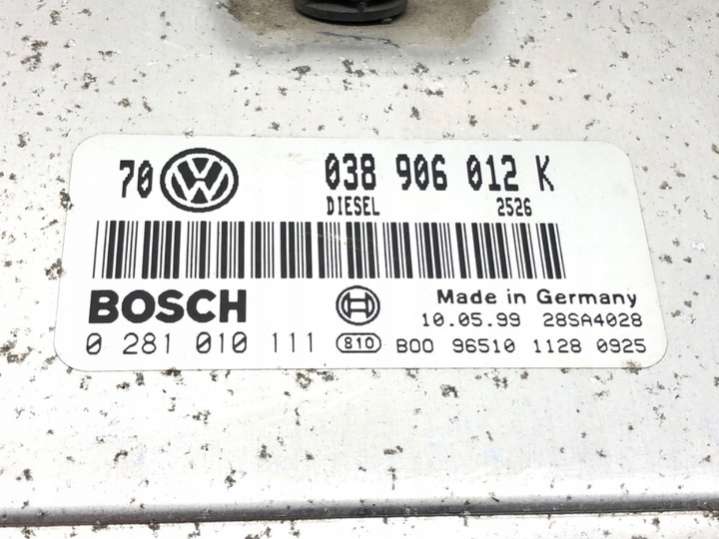 70 VW 038 906 012 K
DIESEL 2526
BOSCH Made in Germany
10.05.99 28SA4028
0 281 010 111 810 B00 96510 1128 0925